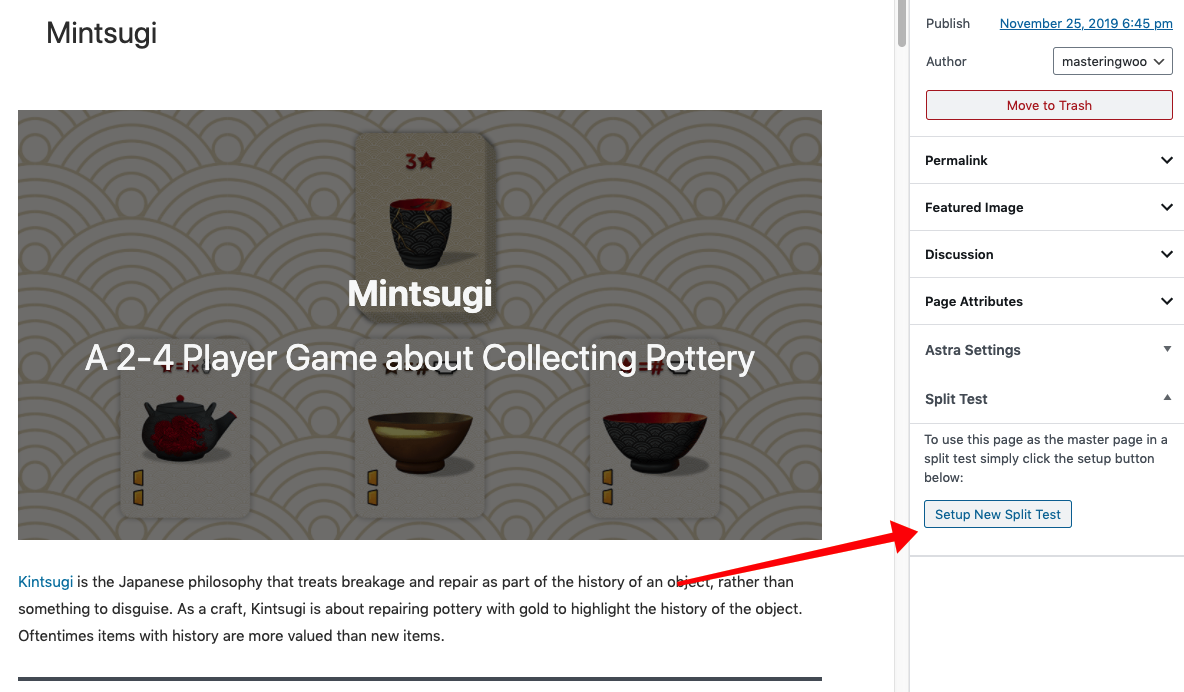 Mintsugi
3★
Mintsugi
A 2-4 Player Game about Collecting Pottery
Kintsugi is the Japanese philosophy that treats breakage and repair as part of the history of an object, rather than
something to disguise. As a craft, Kintsugi is about repairing pottery with gold to highlight the history of the object.
Oftentimes items with history are more valued than new items.
Publish November 25, 2019 6:45 pm
Author masteringwoo
Move to Trash
Permalink
Featured Image
Discussion
Page Attributes
Astra Settings
Split Test
To use this page as the master page in a
split test simply click the setup button
below:
Setup New Split Test